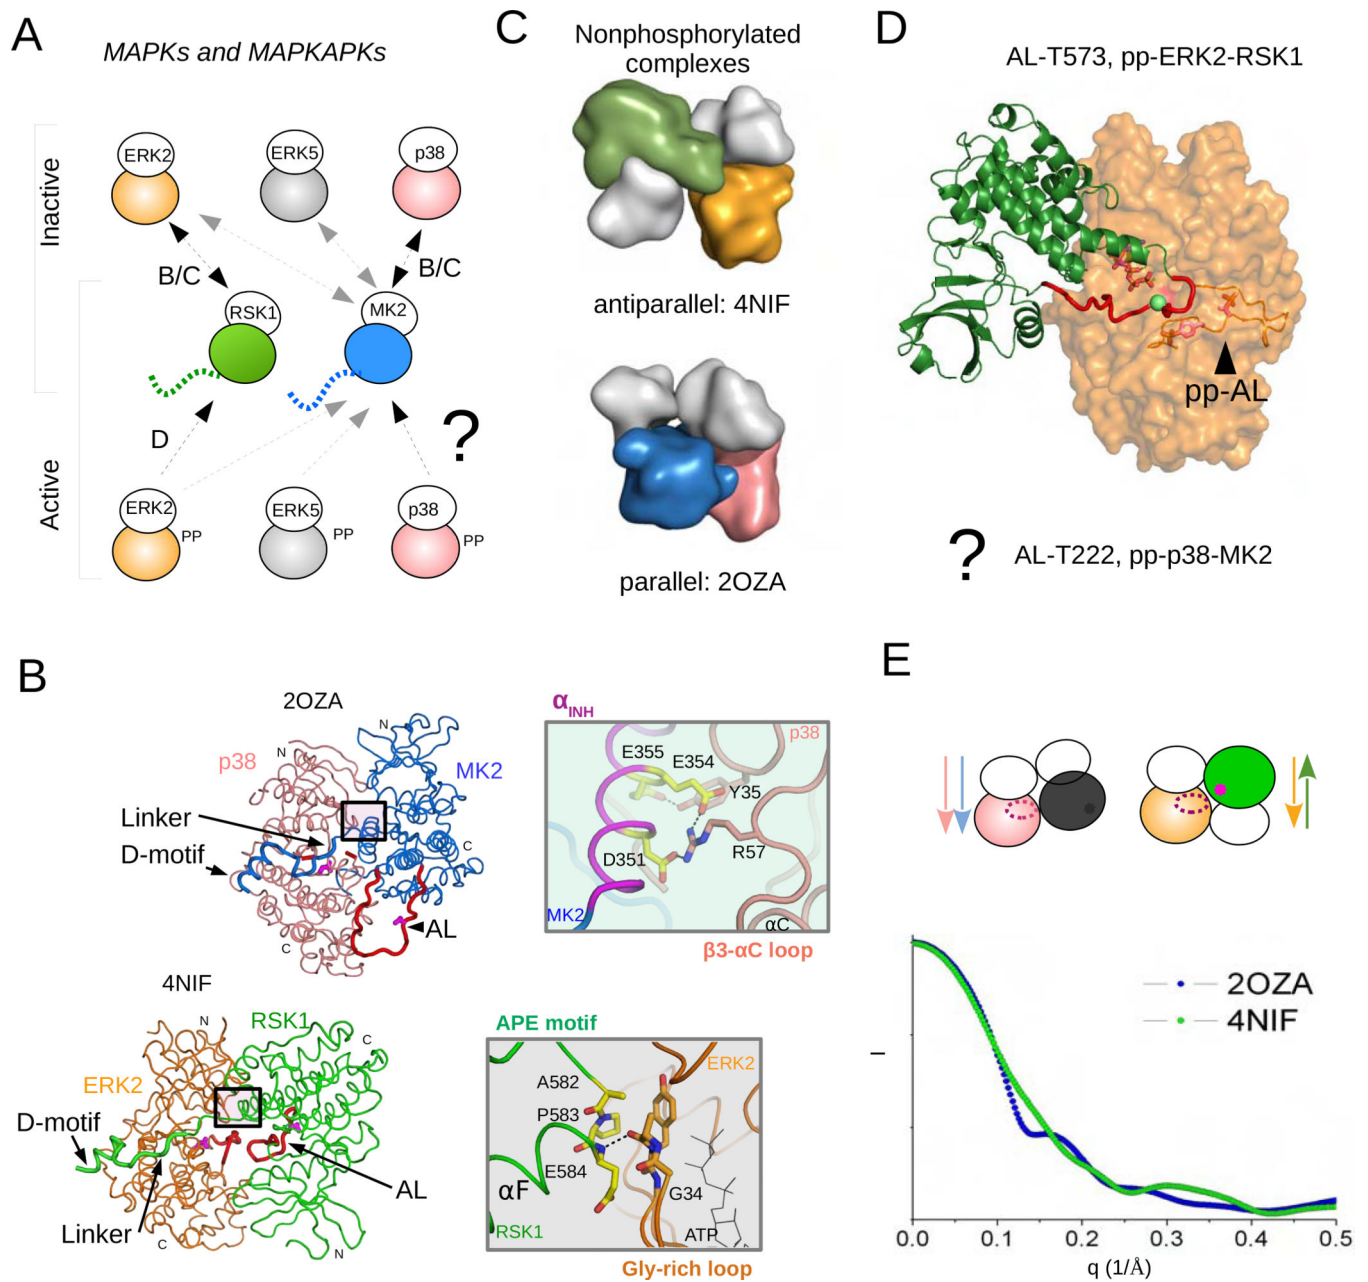 A
MAPKs and MAPKAPKs
Inactive
Active
ERK2
ERK5
p38
B/C
B/C
RSK1
MK2
D
?
ERK2
PP
ERK5
PP
p38
PP
C
Nonphosphorylated
complexes
antiparallel: 4NIF
parallel: 2OZA
D
AL-T573, pp-ERK2-RSK1
pp-AL
? AL-T222, pp-p38-MK2
B
2OZA
N
N
p38
MK2
Linker
D-motif
C
C
AL
αINH
p38
E355
E354
Y35
D351
R57
MK2
αC
β3-αC loop
4NIF
N
RSK1
C
ERK2
D-motif
AL
Linker
C
N
APE motif
ERK2
A582
P583
E584
αF
G34
RSK1
ATP
Gly-rich loop
E
2OZA
4NIF
I
0.0 0.1 0.2 0.3 0.4 0.5
q (1/Å)